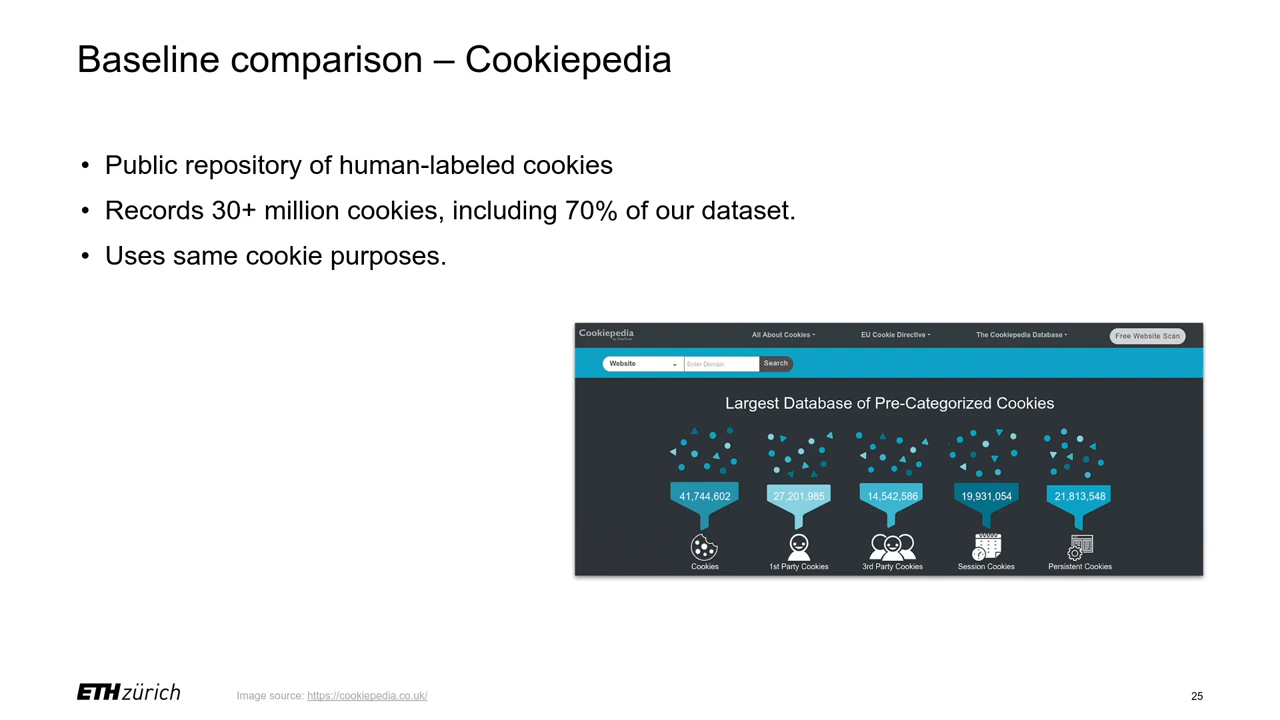 Baseline comparison – Cookiepedia
• Public repository of human-labeled cookies
• Records 30+ million cookies, including 70% of our dataset.
• Uses same cookie purposes.
Cookiepedia
All About Cookies
EU Cookie Directive
The Cookiepedia Database
Free Website Scan
Website
Enter Domain
Search
Largest Database of Pre-Categorized Cookies
41,744,602
27,201,985
14,542,586
19,931,054
21,813,548
Cookies
1st Party Cookies
3rd Party Cookies
Session Cookies
Persistent Cookies
ETH zürich
Image source: https://cookiepedia.co.uk/
25